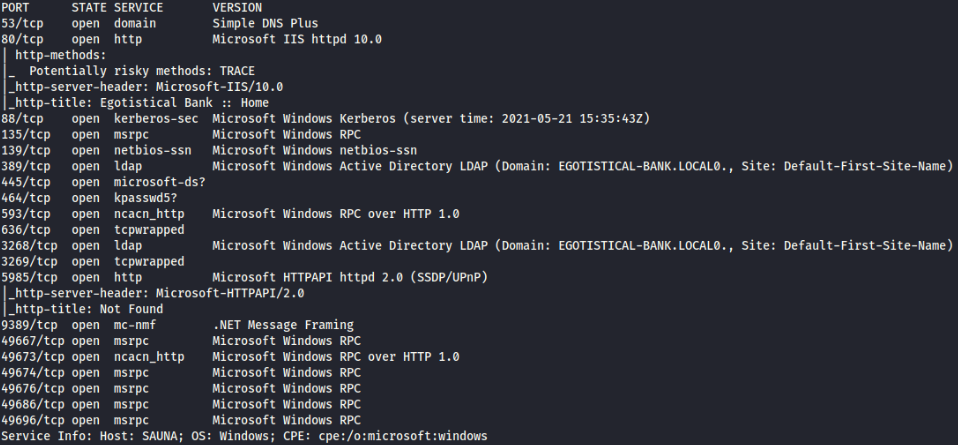 PORT      STATE SERVICE       VERSION
53/tcp    open  domain        Simple DNS Plus
80/tcp    open  http          Microsoft IIS httpd 10.0
| http-methods:
|_  Potentially risky methods: TRACE
|_http-server-header: Microsoft-IIS/10.0
|_http-title: Egotistical Bank :: Home
88/tcp    open  kerberos-sec  Microsoft Windows Kerberos (server time: 2021-05-21 15:35:43Z)
135/tcp   open  msrpc         Microsoft Windows RPC
139/tcp   open  netbios-ssn   Microsoft Windows netbios-ssn
389/tcp   open  ldap          Microsoft Windows Active Directory LDAP (Domain: EGOTISTICAL-BANK.LOCAL0., Site: Default-First-Site-Name)
445/tcp   open  microsoft-ds?
464/tcp   open  kpasswd5?
593/tcp   open  ncacn_http    Microsoft Windows RPC over HTTP 1.0
636/tcp   open  tcpwrapped
3268/tcp  open  ldap          Microsoft Windows Active Directory LDAP (Domain: EGOTISTICAL-BANK.LOCAL0., Site: Default-First-Site-Name)
3269/tcp  open  tcpwrapped
5985/tcp  open  http          Microsoft HTTPAPI httpd 2.0 (SSDP/UPnP)
|_http-server-header: Microsoft-HTTPAPI/2.0
|_http-title: Not Found
9389/tcp  open  mc-nmf        .NET Message Framing
49667/tcp open  msrpc         Microsoft Windows RPC
49673/tcp open  ncacn_http    Microsoft Windows RPC over HTTP 1.0
49674/tcp open  msrpc         Microsoft Windows RPC
49676/tcp open  msrpc         Microsoft Windows RPC
49686/tcp open  msrpc         Microsoft Windows RPC
49696/tcp open  msrpc         Microsoft Windows RPC
Service Info: Host: SAUNA; OS: Windows; CPE: cpe:/o:microsoft:windows